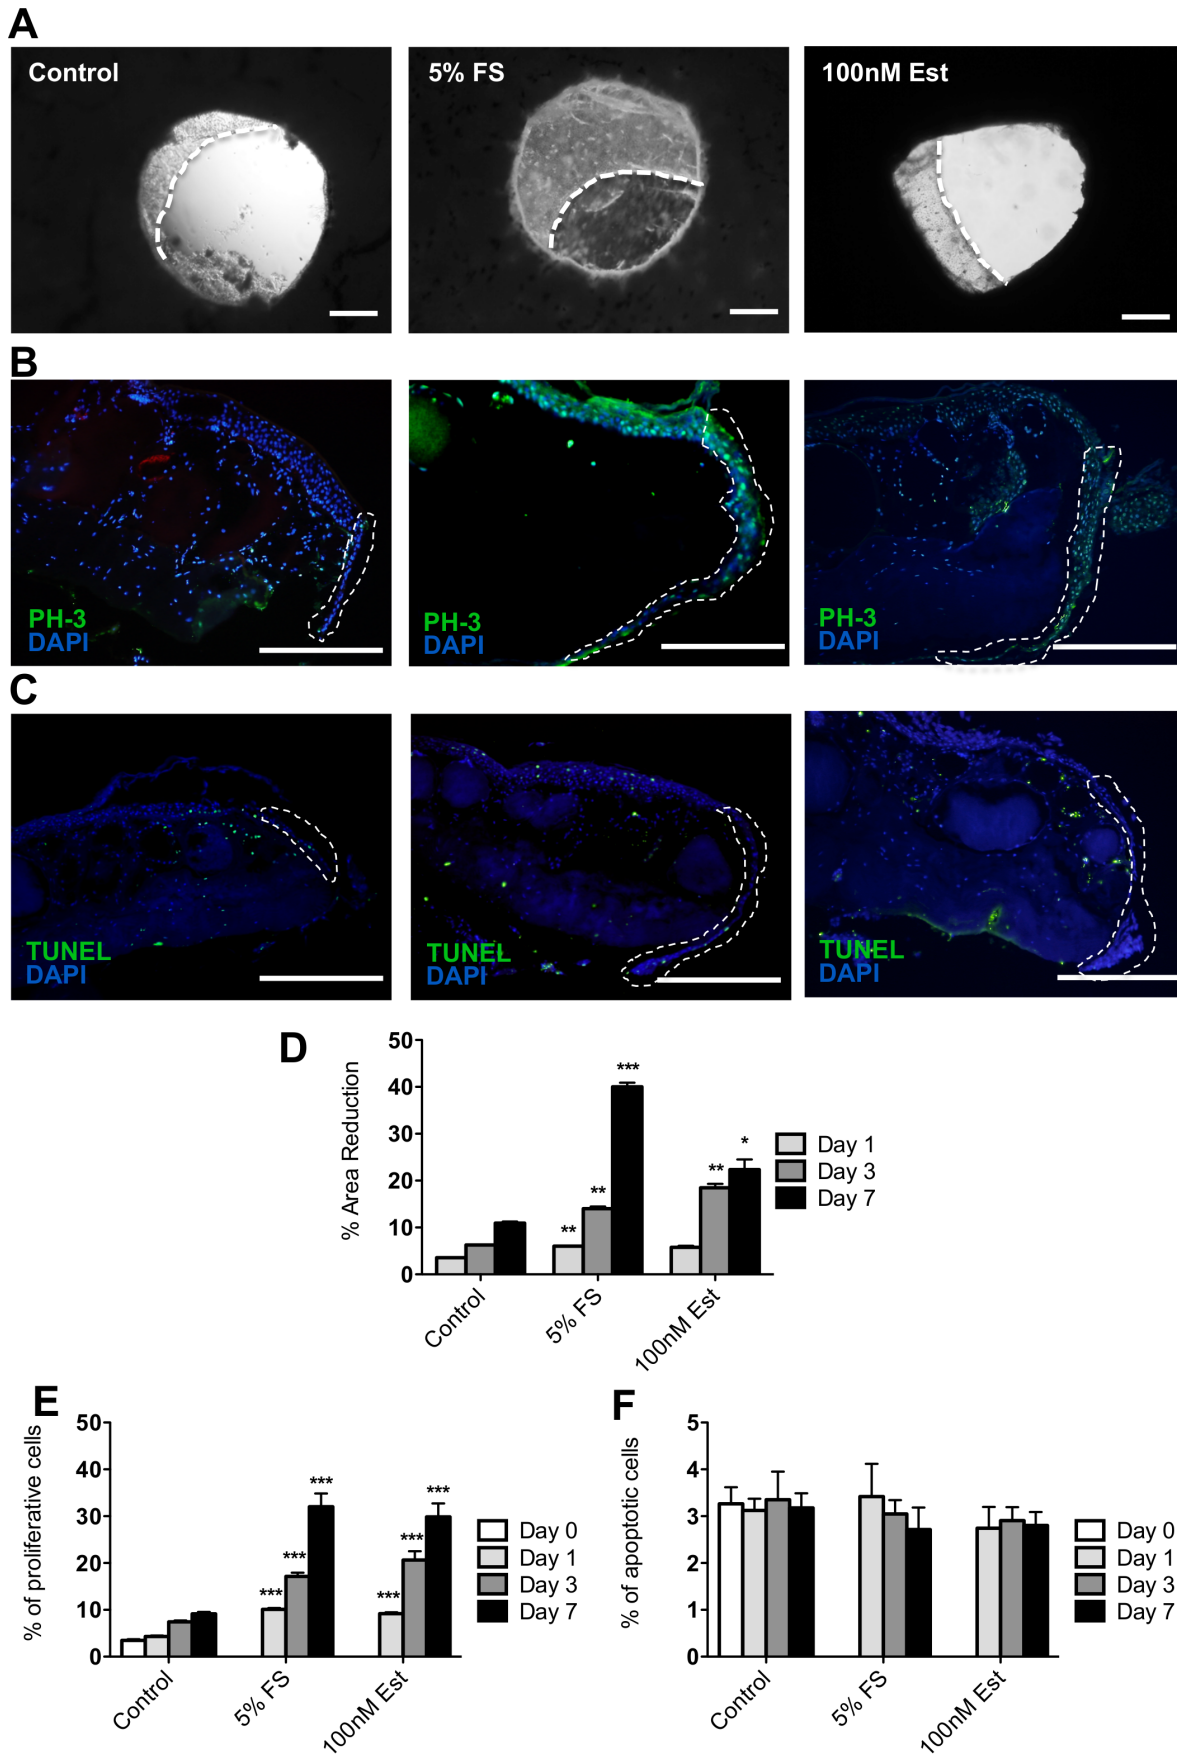 A
Control
5% FS
100nM Est
B
PH-3
DAPI
PH-3
DAPI
PH-3
DAPI
C
TUNEL
DAPI
TUNEL
DAPI
TUNEL
DAPI
D
% Area Reduction
50
40
30
20
10
0
**
**
***
**
*
Control
5% FS
100nM Est
Day 1
Day 3
Day 7
E
% of proliferative cells
50
40
30
20
10
0
***
***
***
***
***
***
Control
5% FS
100nM Est
Day 0
Day 1
Day 3
Day 7
F
% of apoptotic cells
5
4
3
2
1
0
Control
5% FS
100nM Est
Day 0
Day 1
Day 3
Day 7